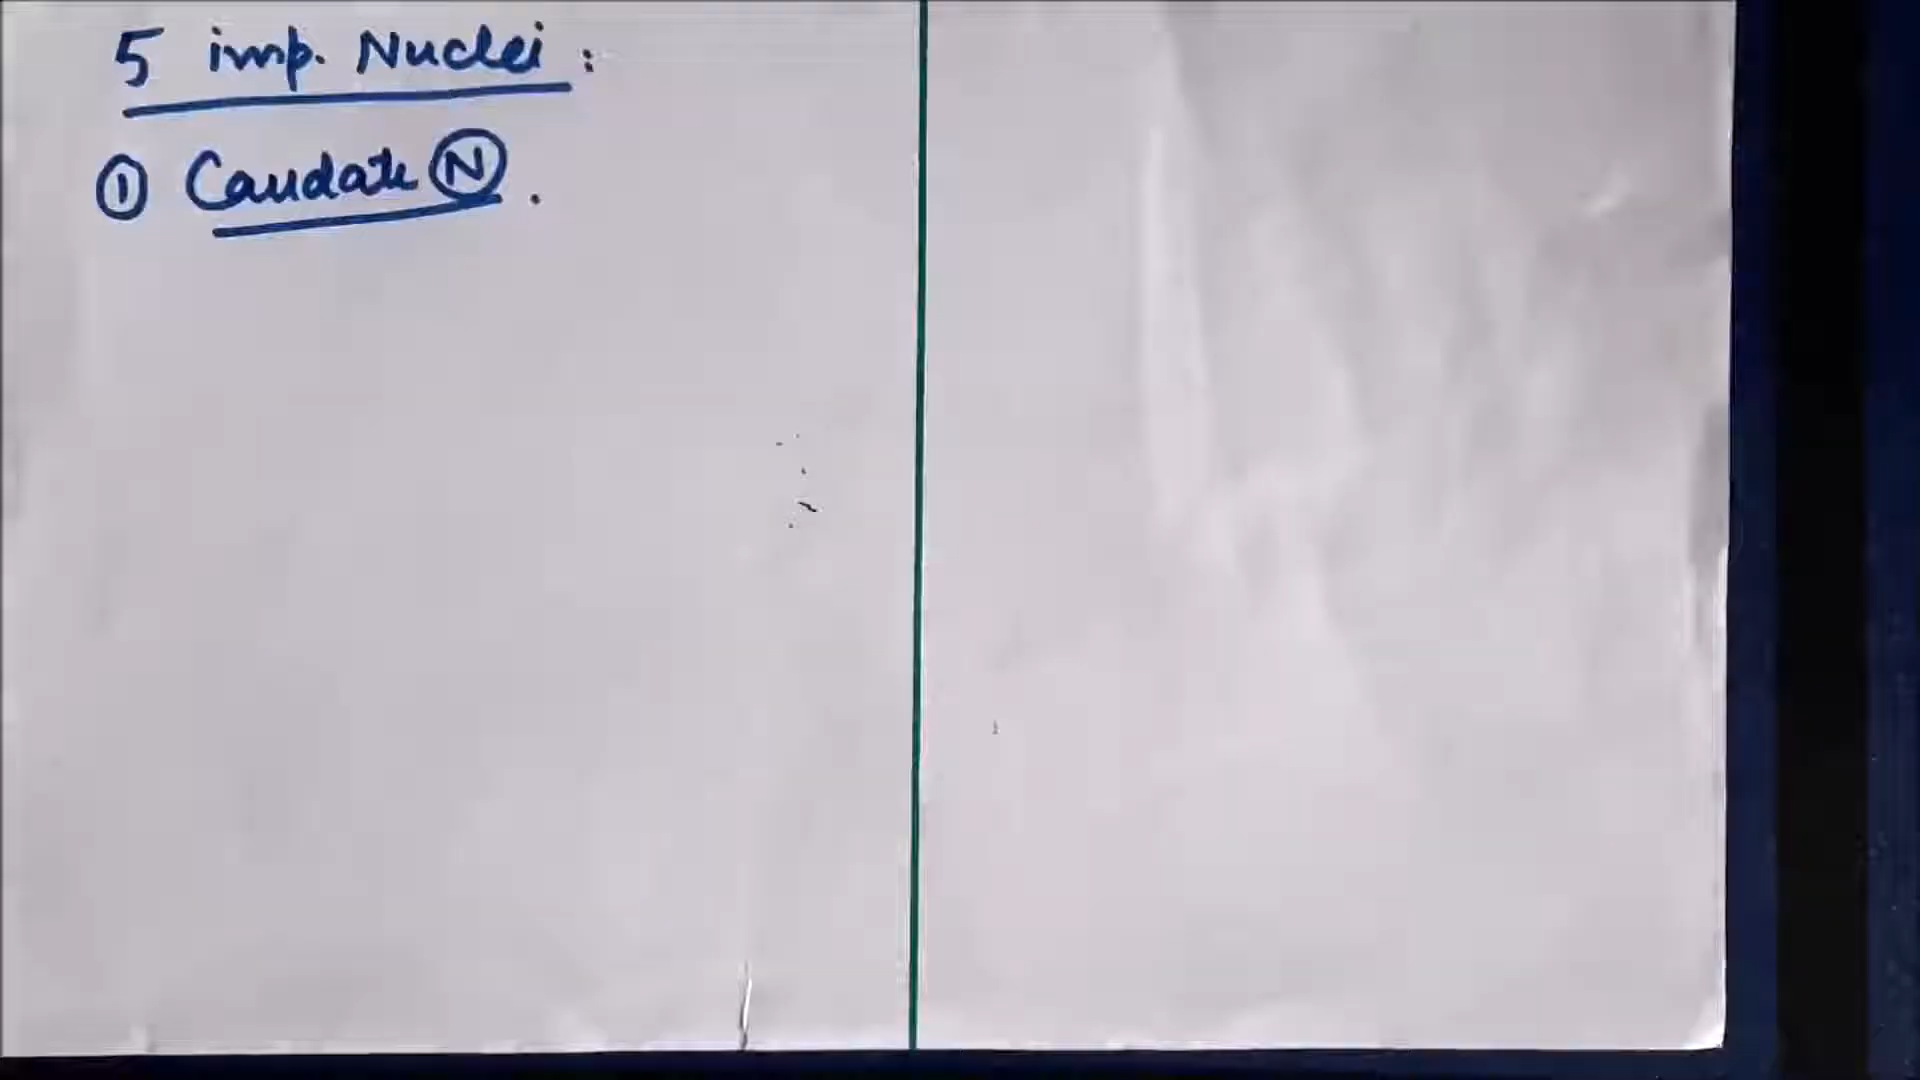 5 imp. Nuclei :
① Caudate Ⓝ .